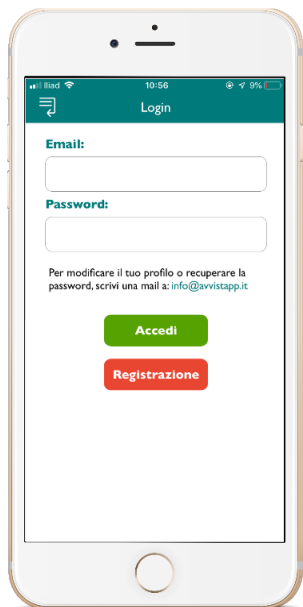 Iliad 10:56 9%
Login
Email:
Password:
Per modificare il tuo profilo o recuperare la
password, scrivi una mail a: info@avvistapp.it
Accedi
Registrazione